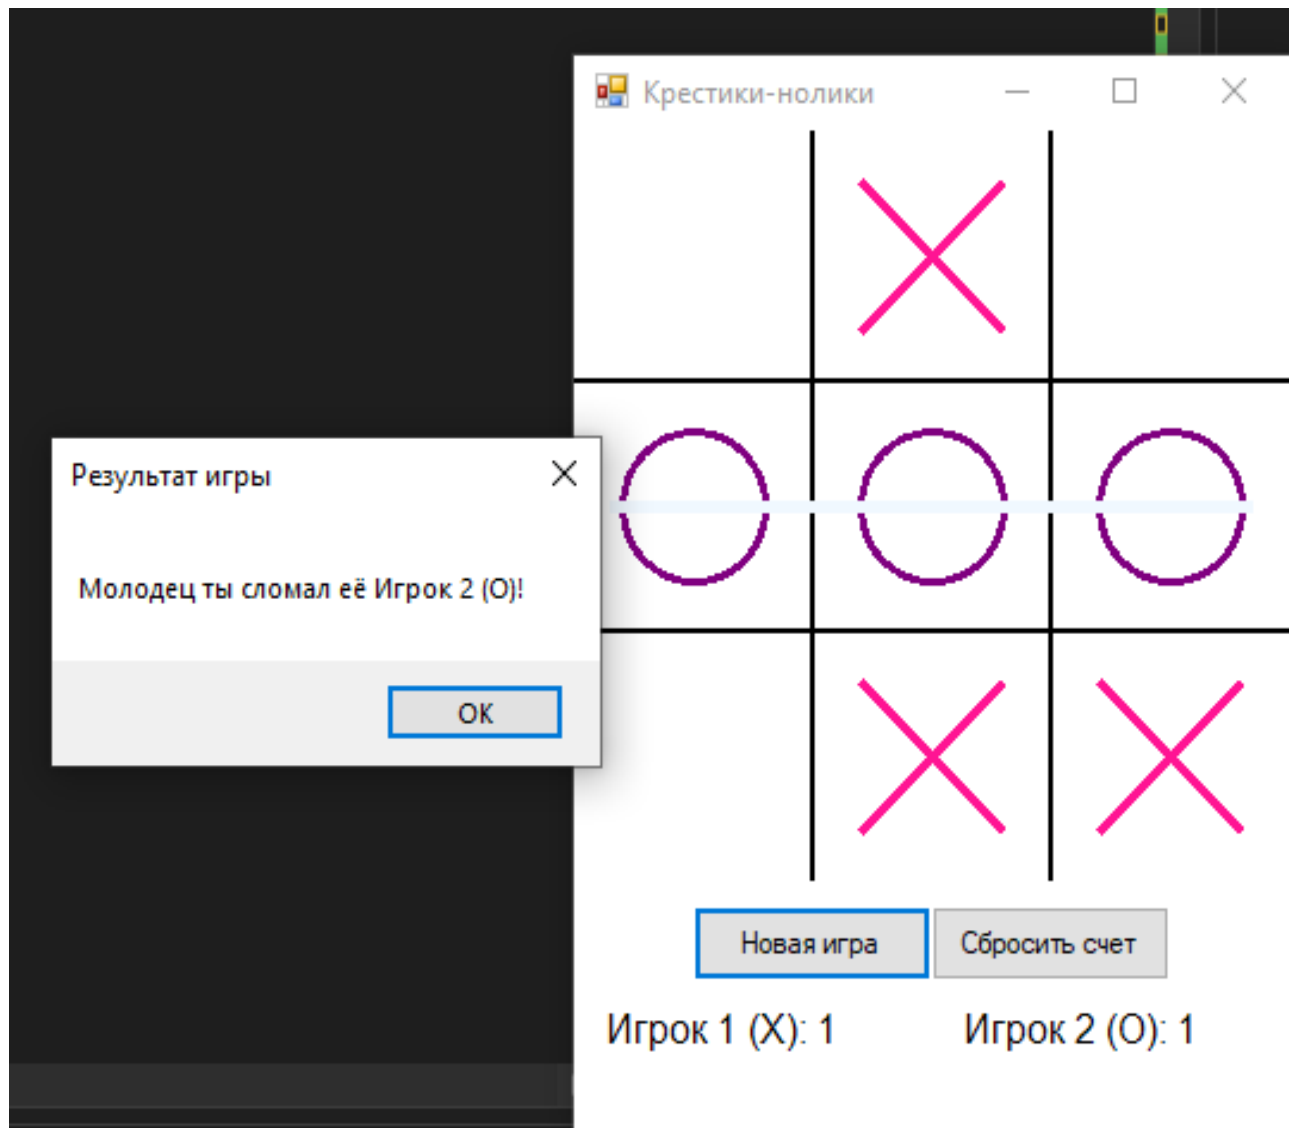 Крестики-нолики
Результат игры
Молодец ты сломал её Игрок 2 (O)!
OK
Новая игра
Сбросить счет
Игрок 1 (X): 1
Игрок 2 (O): 1